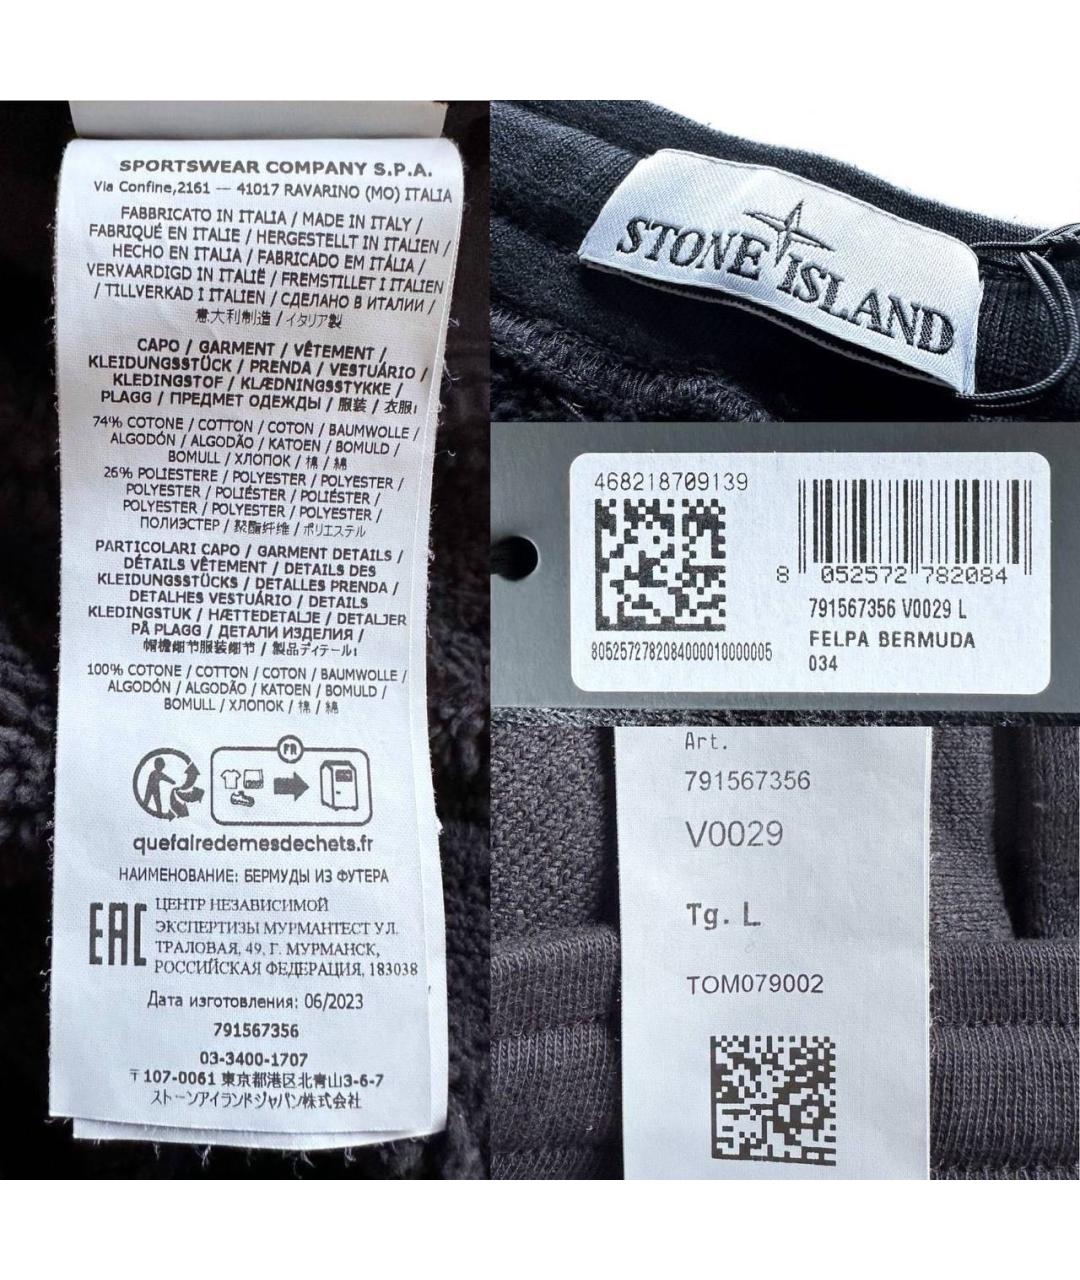 SPORTSWEAR COMPANY S.P.A.
Via Confine,2161 — 41017 RAVARINO (MO) ITALIA
FABBRICATO IN ITALIA / MADE IN ITALY /
FABRIQUÉ EN ITALIE / HERGESTELLT IN ITALIEN /
HECHO EN ITALIA / FABRICADO EM ITÁLIA /
VERVAARDIGD IN ITALIË / FREMSTILLET I ITALIEN
/ TILLVERKAD I ITALIEN / СДЕЛАНО В ИТАЛИИ /
意大利制造 / イタリア製
CAPO / GARMENT / VÊTEMENT /
KLEIDUNGSSTÜCK / PRENDA / VESTUÁRIO /
KLEDINGSTOF / KLÆDNINGSSTYKKE /
PLAGG / ПРЕДМЕТ ОДЕЖДЫ / 服装 / 衣服:
74% COTONE / COTTON / COTON / BAUMWOLLE /
ALGODÓN / ALGODÃO / KATOEN / BOMULD /
BOMULL / ХЛОПОК / 棉 / 綿
26% POLIESTERE / POLYESTER / POLYESTER /
POLYESTER / POLIÉSTER / POLIÉSTER /
POLYESTER / POLYESTER / POLYESTER /
ПОЛИЭСТЕР / 聚酯纤维 / ポリエステル
PARTICOLARI CAPO / GARMENT DETAILS /
DÉTAILS VÊTEMENT / DETAILS DES
KLEIDUNGSSTÜCKS / DETALLES PRENDA /
DETALHES VESTUÁRIO / DETAILS
KLEDINGSTUK / HÆTTEDETALJE / DETALJER
PÅ PLAGG / ДЕТАЛИ ИЗДЕЛИЯ /
帽檐细节服装细节 / 製品ディテール:
100% COTONE / COTTON / COTON / BAUMWOLLE /
ALGODÓN / ALGODÃO / KATOEN / BOMULD /
BOMULL / ХЛОПОК / 棉 / 綿
FR
quefairedemesdechets.fr
НАИМЕНОВАНИЕ: БЕРМУДЫ ИЗ ФУТЕРА
EAC
ЦЕНТР НЕЗАВИСИМОЙ
ЭКСПЕРТИЗЫ МУРМАНТЕСТ УЛ.
ТРАЛОВАЯ, 49, Г. МУРМАНСК,
РОССИЙСКАЯ ФЕДЕРАЦИЯ, 183038
Дата изготовления: 06/2023
791567356
03-3400-1707
〒107-0061 東京都港区北青山3-6-7
ストーンアイランドジャパン株式会社
STONE ISLAND
468218709139
8 052572 782084
791567356 V0029 L
FELPA BERMUDA
034
8052572782084000010000005
Art.
791567356
V0029
Tg. L
TOM079002